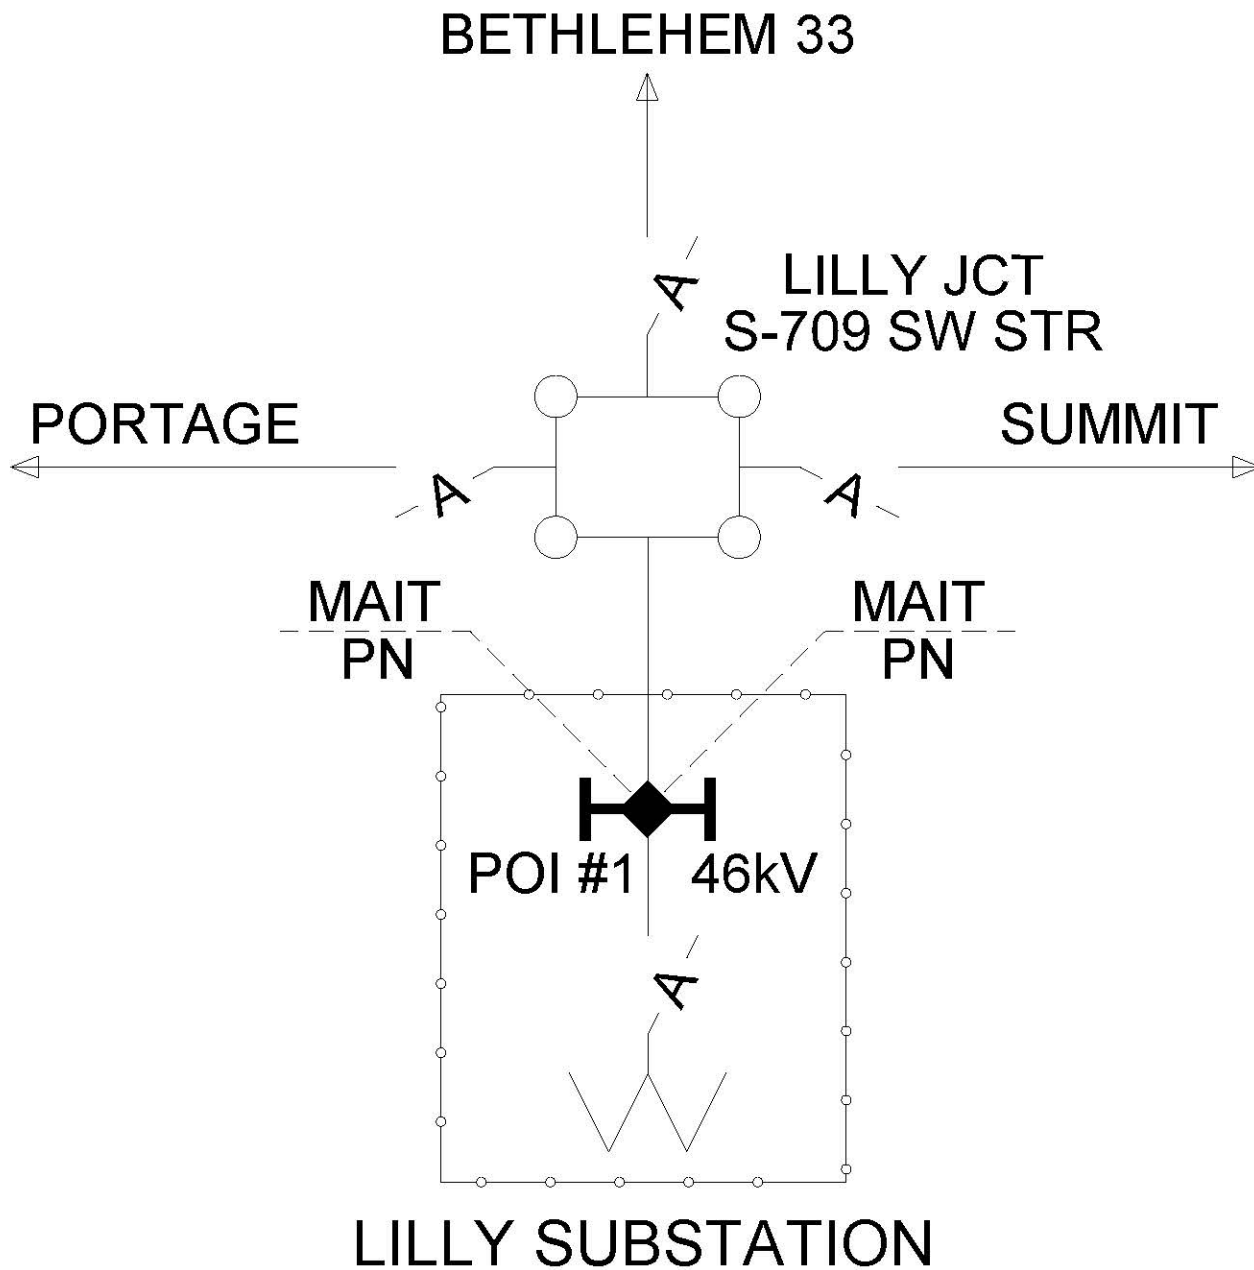 BETHLEHEM 33
A
LILLY JCT
S-709 SW STR
PORTAGE
SUMMIT
A
A
MAIT
PN
MAIT
PN
POI #1
46kV
A
LILLY SUBSTATION